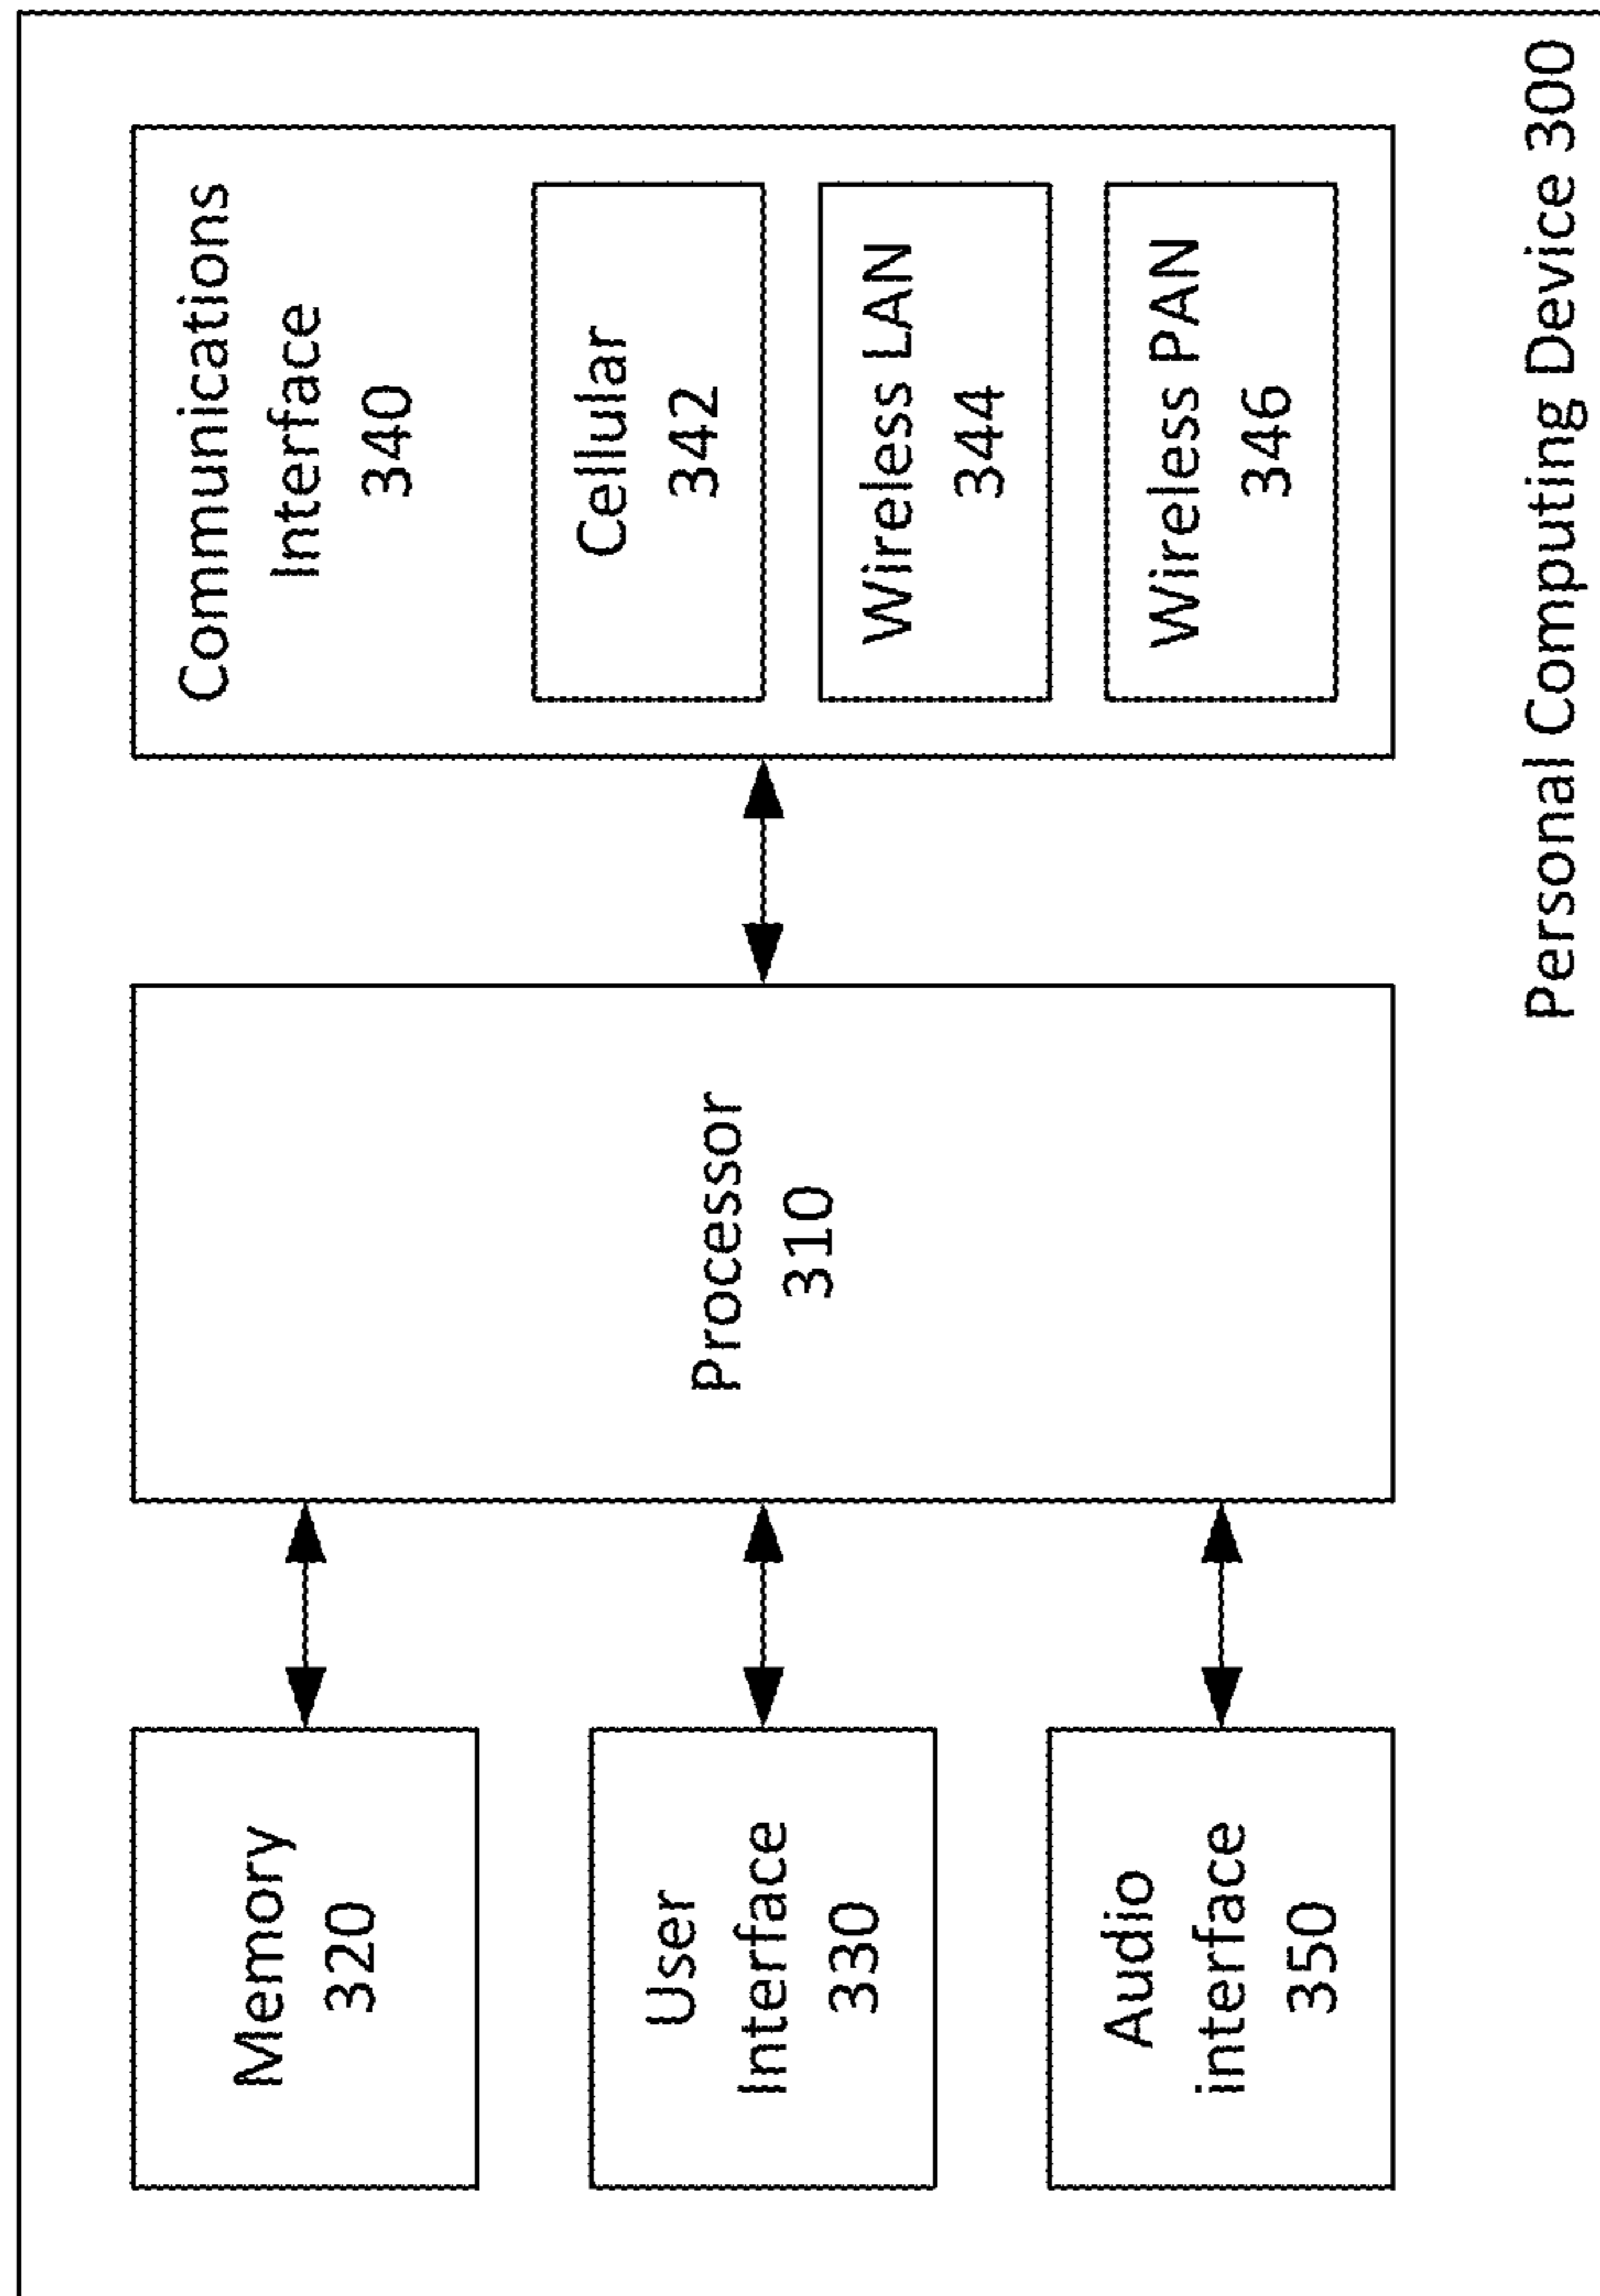 Memory
320
User
Interface
330
Audio
interface
350
Processor
310
Communications
Interface
340
Cellular
342
Wireless LAN
344
Wireless PAN
346
Personal Computing Device 300